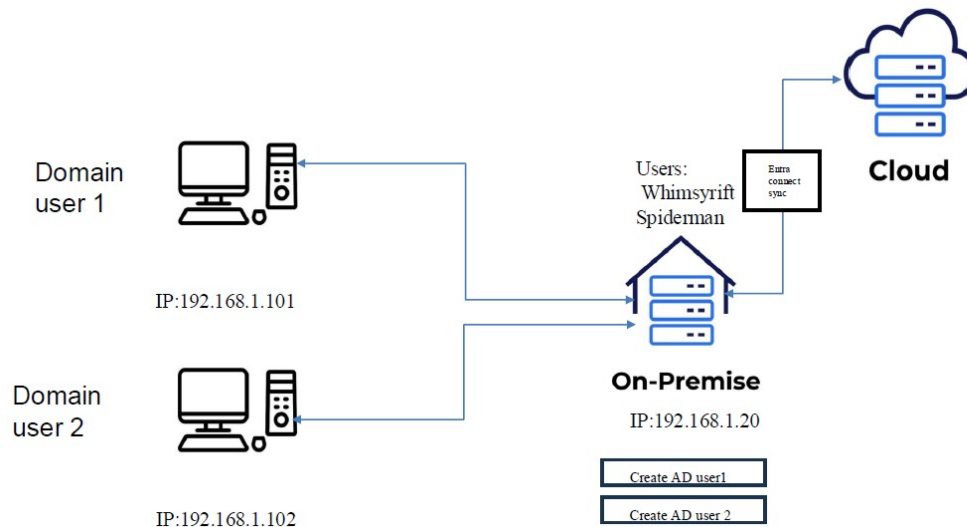 Domain
user 1
IP:192.168.1.101
Domain
user 2
IP:192.168.1.102
Users:
Whimsyrift
Spiderman
Entra
connect
sync
Cloud
On-Premise
IP:192.168.1.20
Create AD user1
Create AD user 2